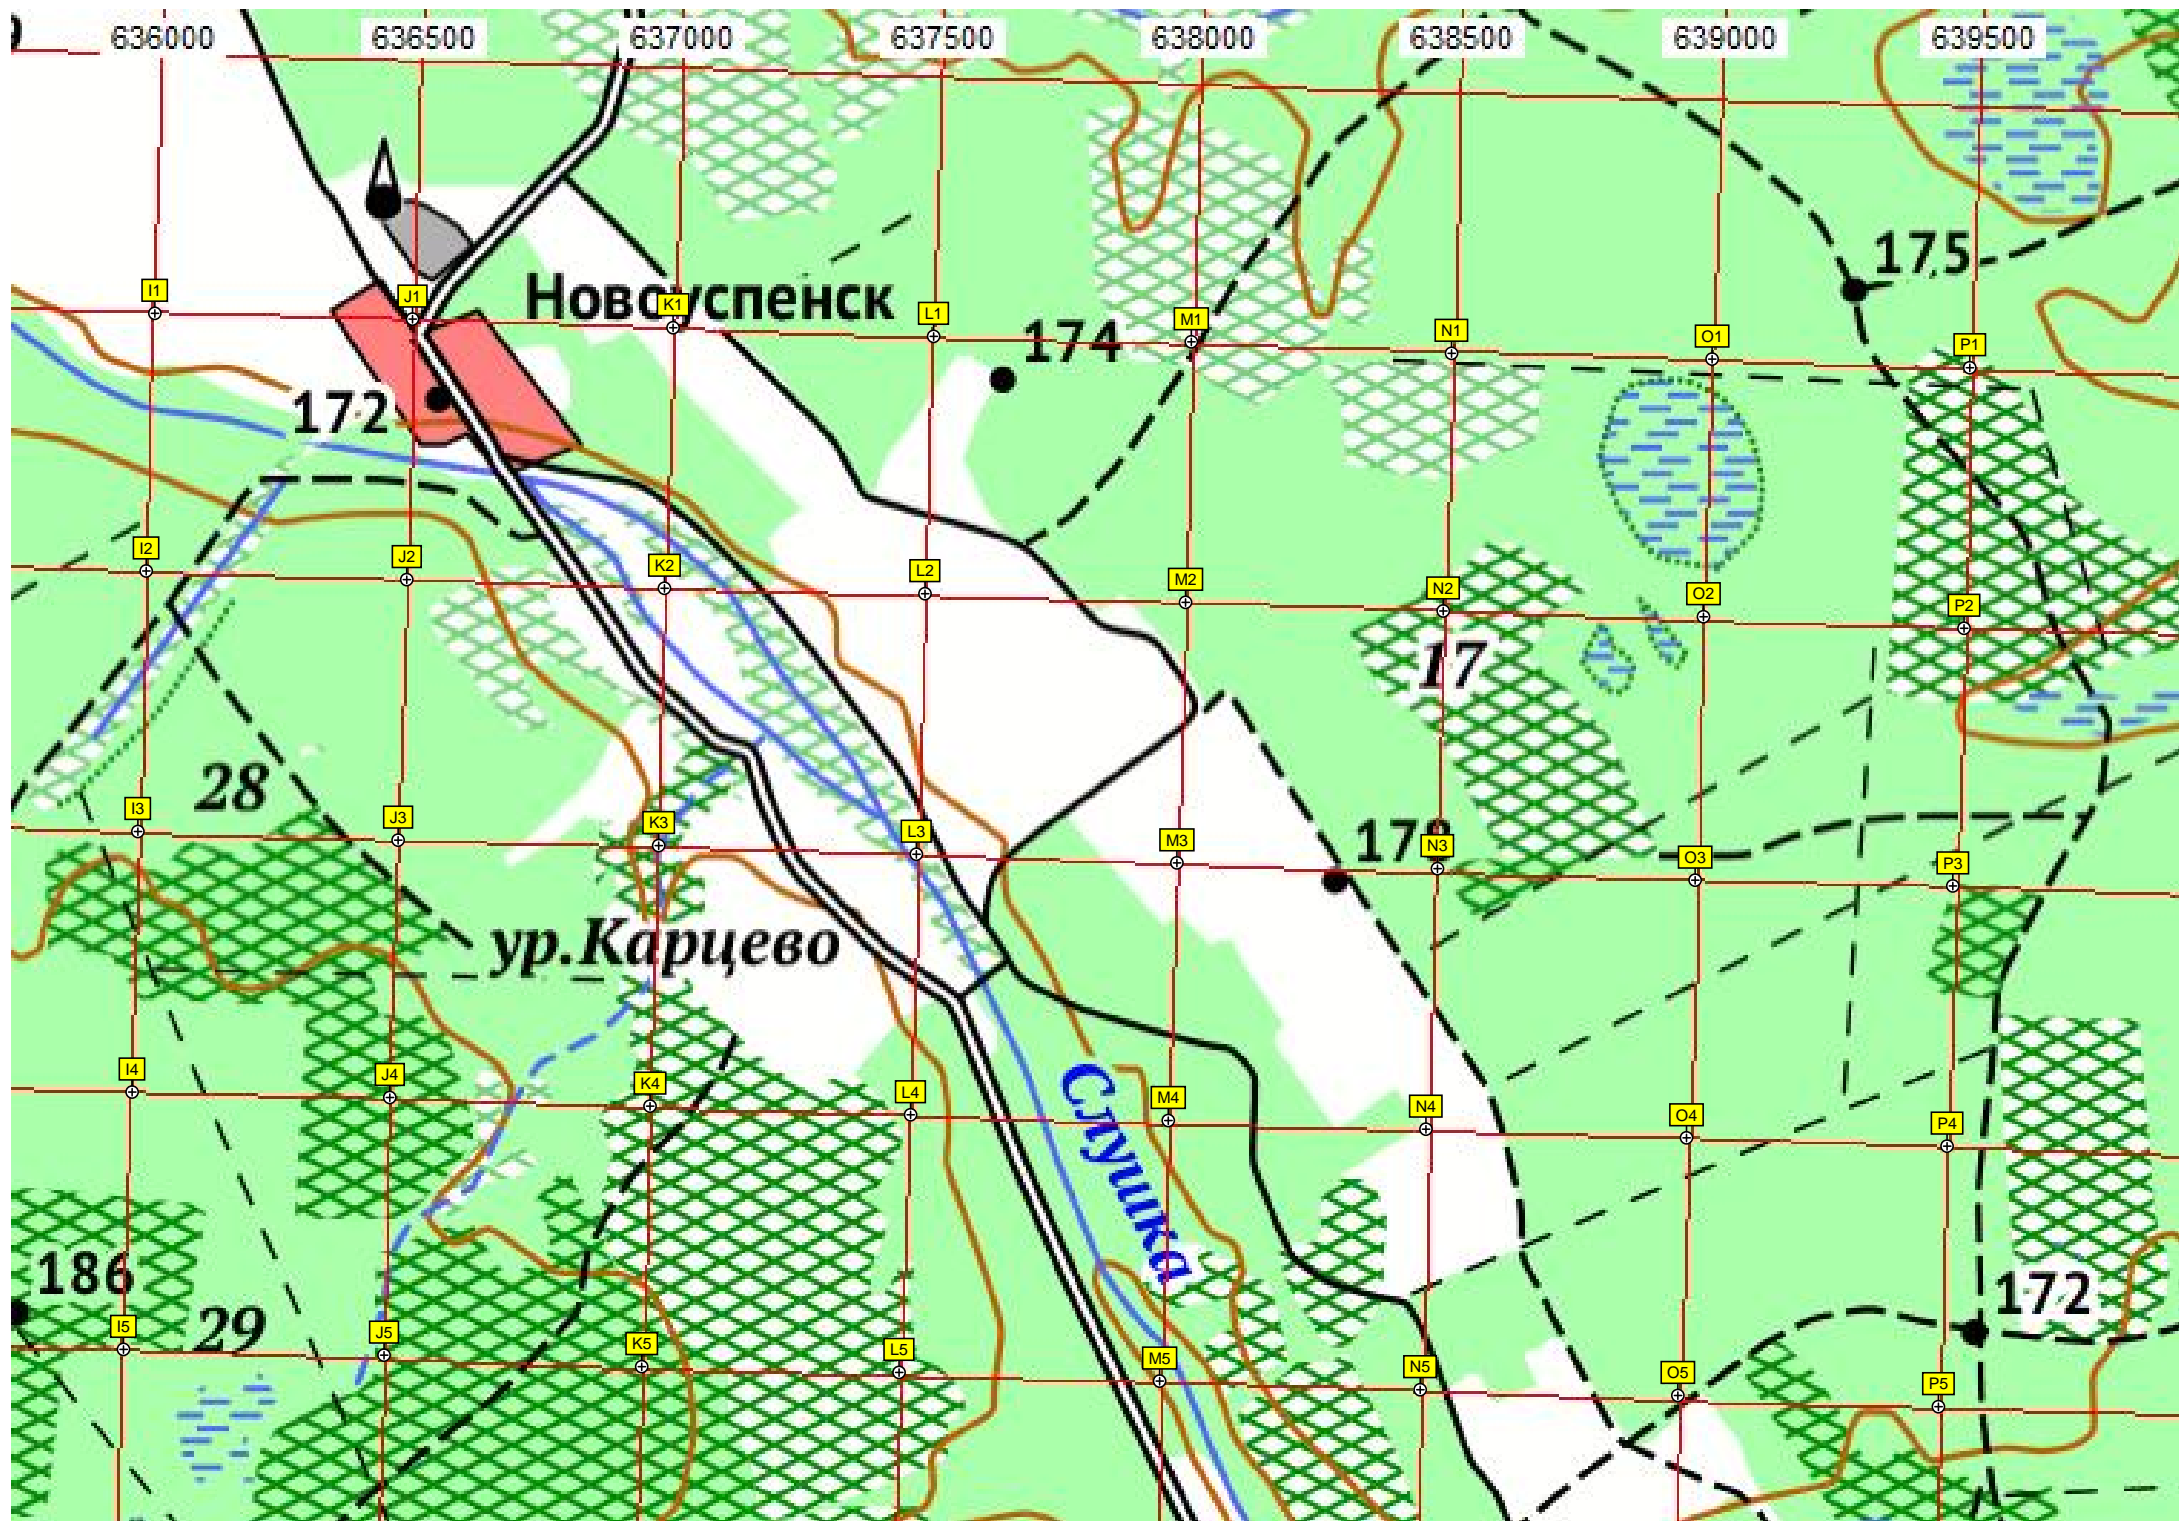 636000 636500 637000 637500 638000 638500 639000 639500
175
I1 J1 Новоуспенск K1 L1 M1 N1 O1 P1
174
172
I2 J2 K2 L2 M2 N2 O2 P2
17
28
I3 J3 K3 L3 M3 178 N3 O3 P3
ур.Карцево
I4 J4 K4 L4 M4 N4 O4 P4
Слушка
186
172
29
I5 J5 K5 L5 M5 N5 O5 P5